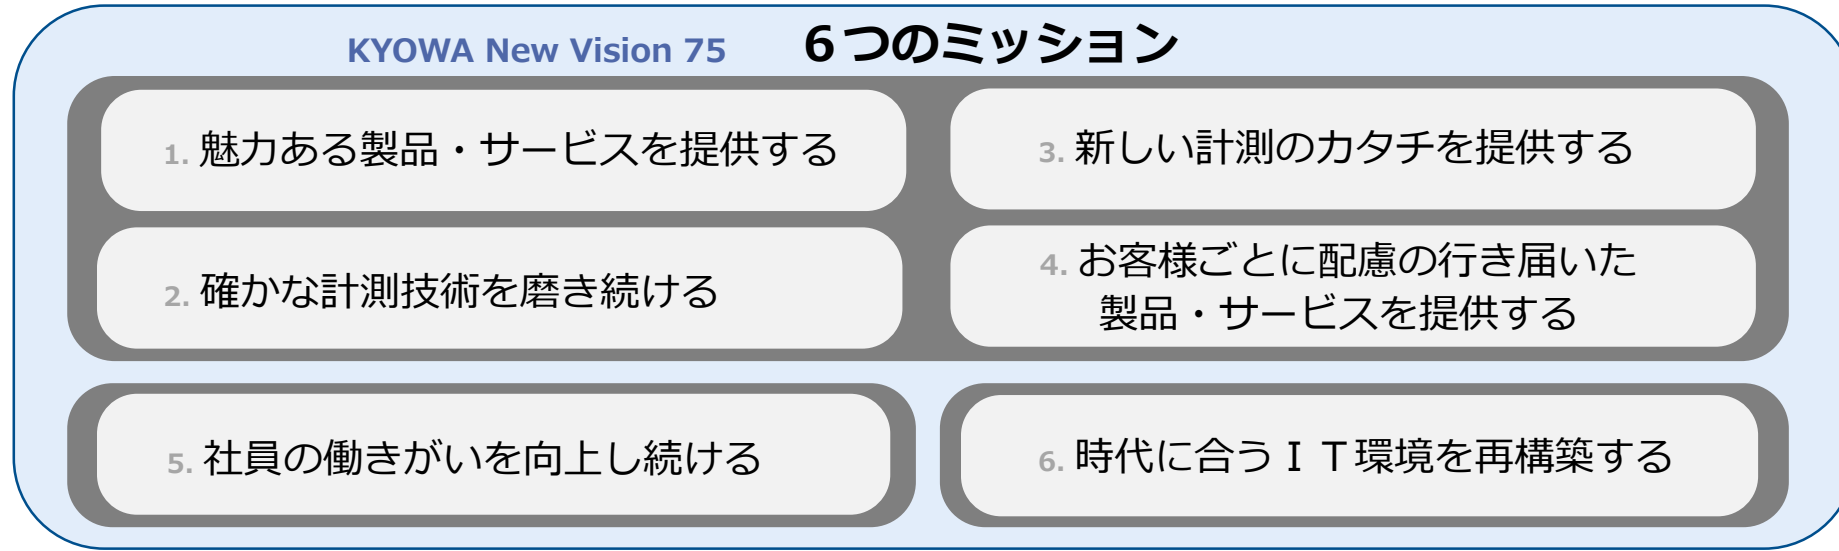 KYOWA New Vision 75 ６つのミッション
1. 魅力ある製品・サービスを提供する
2. 確かな計測技術を磨き続ける
3. 新しい計測のカタチを提供する
4. お客様ごとに配慮の行き届いた
製品・サービスを提供する
5. 社員の働きがいを向上し続ける
6. 時代に合うＩＴ環境を再構築する